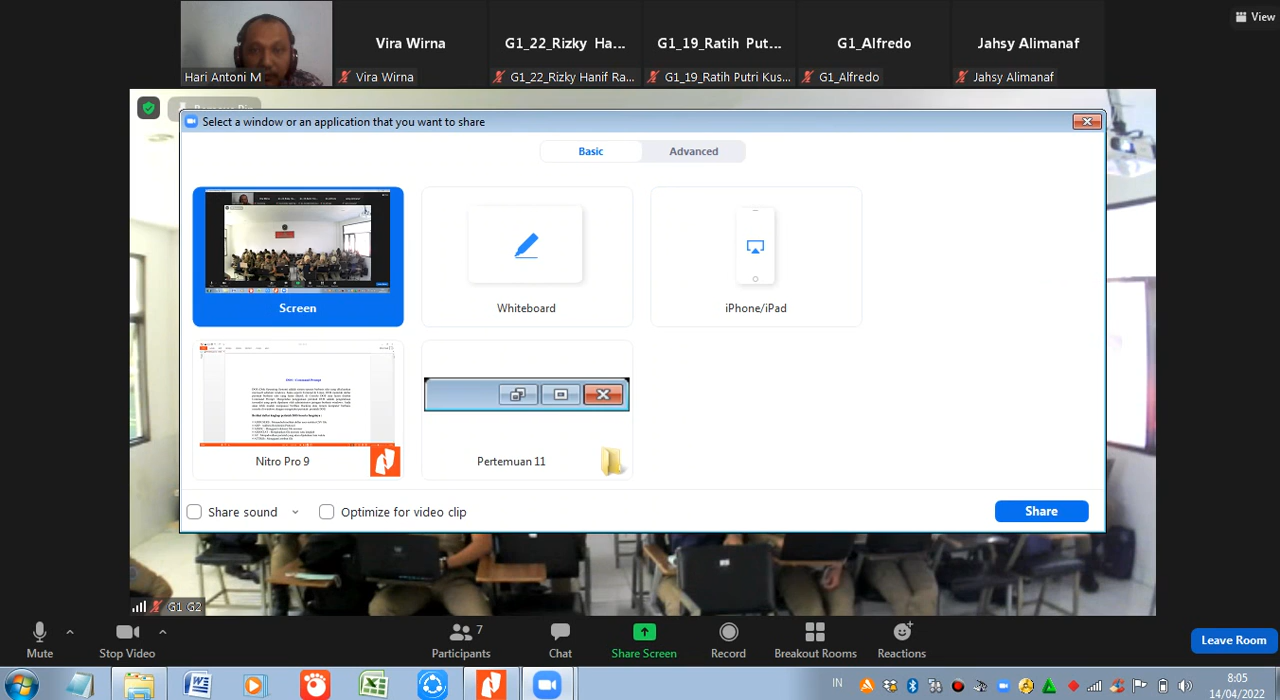 View
Vira Wirna
G1_22_Rizky Ha...
G1_19_Ratih Put...
G1_Alfredo
Jahsy Alimanaf
Hari Antoni M
Vira Wirna
G1_22_Rizky Hanif Ra...
G1_19_Ratih Putri Kus...
G1_Alfredo
Jahsy Alimanaf
Select a window or an application that you want to share
Basic
Advanced
Screen
Whiteboard
iPhone/iPad
Nitro Pro 9
Pertemuan 11
Share sound
Optimize for video clip
Share
G1 G2
Mute
Stop Video
7
Participants
Chat
Share Screen
Record
Breakout Rooms
Reactions
Leave Room
IN
8:05
14/04/2022